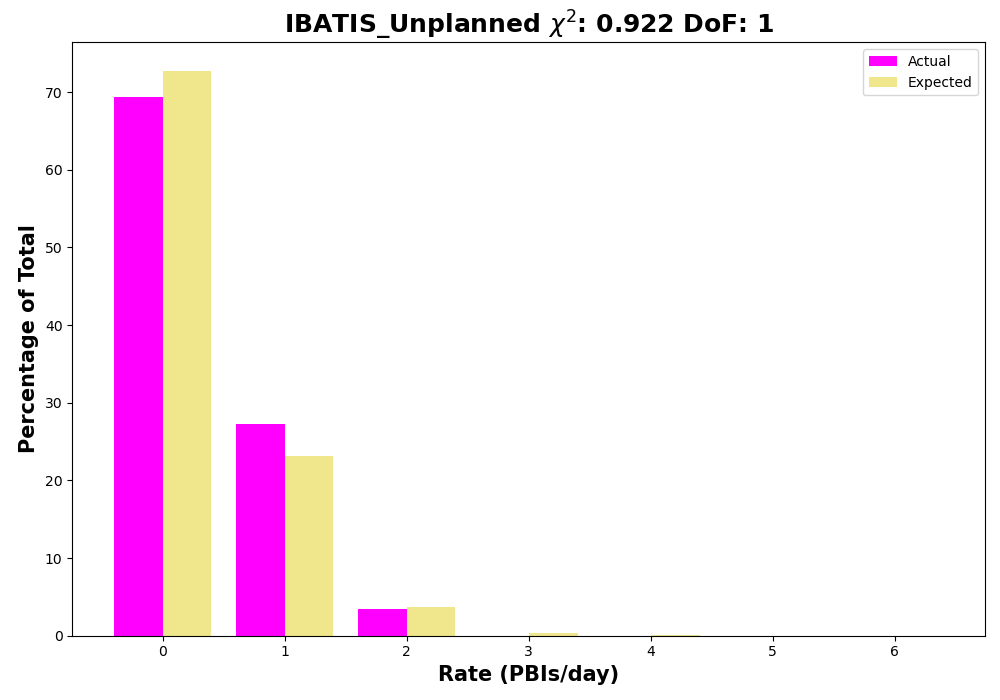 IBATIS_Unplanned χ²: 0.922 DoF: 1
Actual
Expected
Percentage of Total
70
60
50
40
30
20
10
0
0 1 2 3 4 5 6
Rate (PBIs/day)